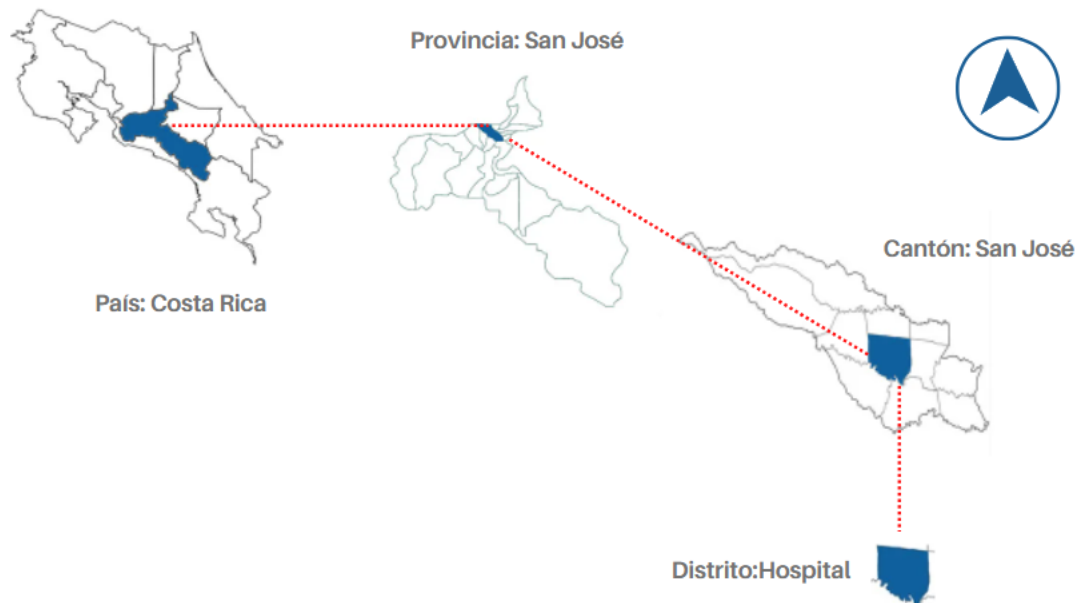 Provincia: San José
Cantón: San José
País: Costa Rica
Distrito:Hospital